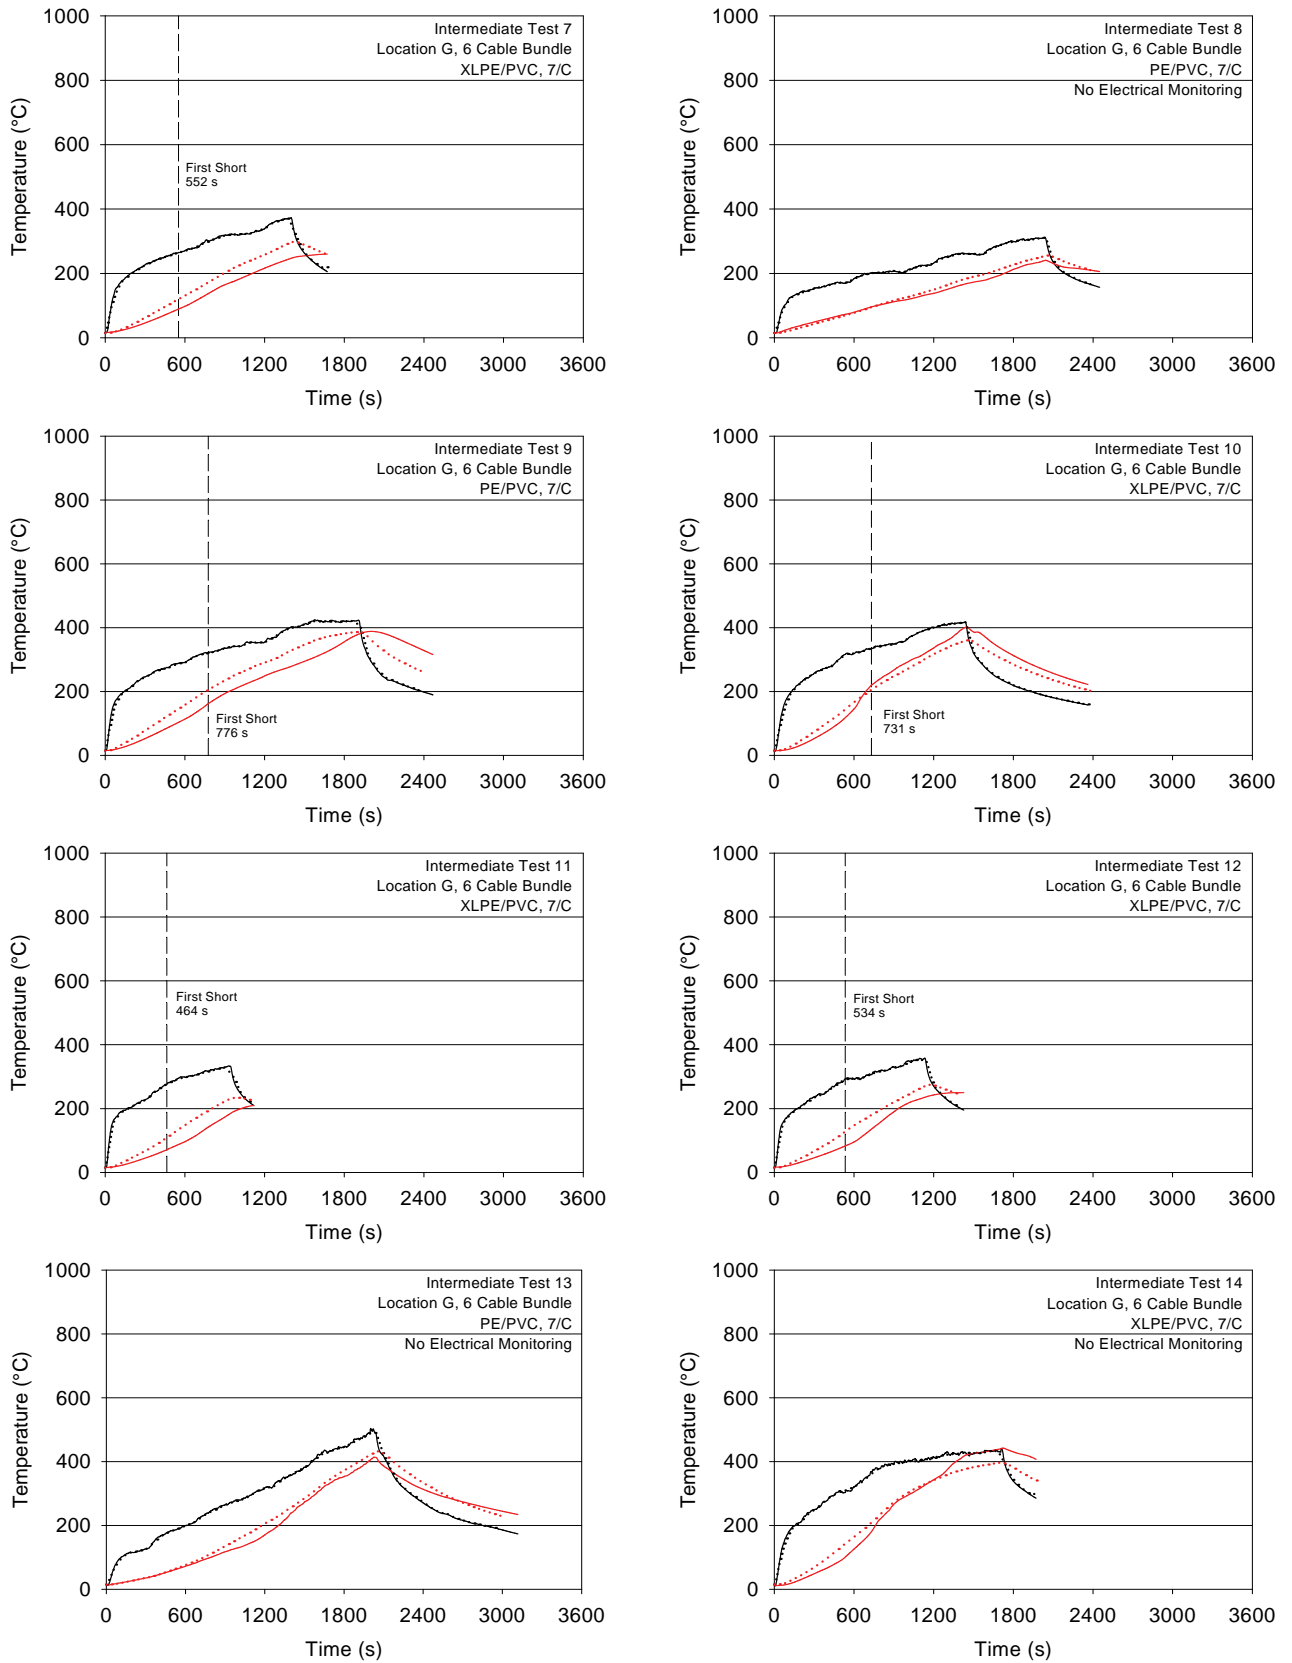 Intermediate Test 7
Location G, 6 Cable Bundle
XLPE/PVC, 7/C
First Short
552 s
1000
800
600
400
200
0
Temperature (°C)
0 600 1200 1800 2400 3000 3600
Time (s)
Intermediate Test 8
Location G, 6 Cable Bundle
PE/PVC, 7/C
No Electrical Monitoring
1000
800
600
400
200
0
Temperature (°C)
0 600 1200 1800 2400 3000 3600
Time (s)
Intermediate Test 9
Location G, 6 Cable Bundle
PE/PVC, 7/C
First Short
776 s
1000
800
600
400
200
0
Temperature (°C)
0 600 1200 1800 2400 3000 3600
Time (s)
Intermediate Test 10
Location G, 6 Cable Bundle
XLPE/PVC, 7/C
First Short
731 s
1000
800
600
400
200
0
Temperature (°C)
0 600 1200 1800 2400 3000 3600
Time (s)
Intermediate Test 11
Location G, 6 Cable Bundle
XLPE/PVC, 7/C
First Short
464 s
1000
800
600
400
200
0
Temperature (°C)
0 600 1200 1800 2400 3000 3600
Time (s)
Intermediate Test 12
Location G, 6 Cable Bundle
XLPE/PVC, 7/C
First Short
534 s
1000
800
600
400
200
0
Temperature (°C)
0 600 1200 1800 2400 3000 3600
Time (s)
Intermediate Test 13
Location G, 6 Cable Bundle
PE/PVC, 7/C
No Electrical Monitoring
1000
800
600
400
200
0
Temperature (°C)
0 600 1200 1800 2400 3000 3600
Time (s)
Intermediate Test 14
Location G, 6 Cable Bundle
XLPE/PVC, 7/C
No Electrical Monitoring
1000
800
600
400
200
0
Temperature (°C)
0 600 1200 1800 2400 3000 3600
Time (s)